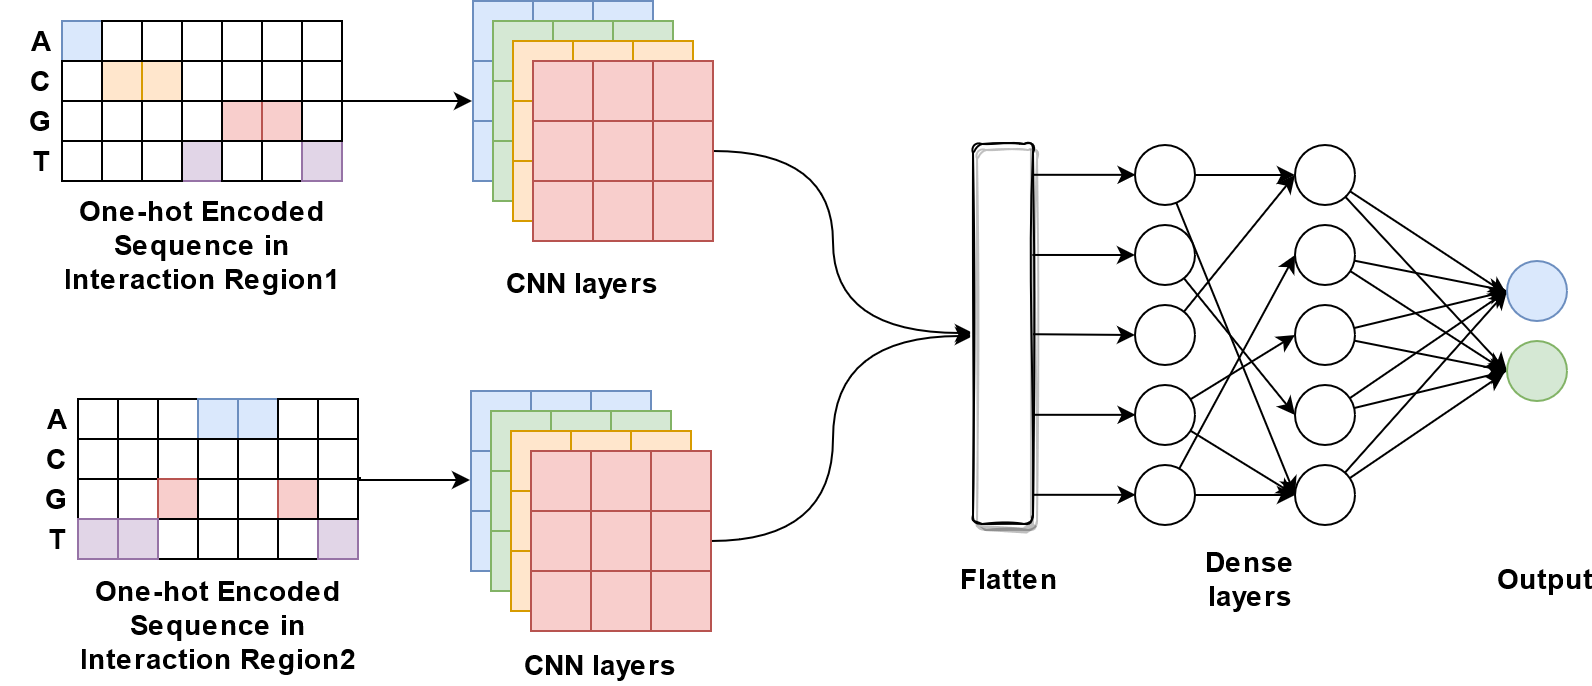 A
C
G
T
One-hot Encoded
Sequence in
Interaction Region1
CNN layers
A
C
G
T
One-hot Encoded
Sequence in
Interaction Region2
CNN layers
Flatten
Dense
layers
Output